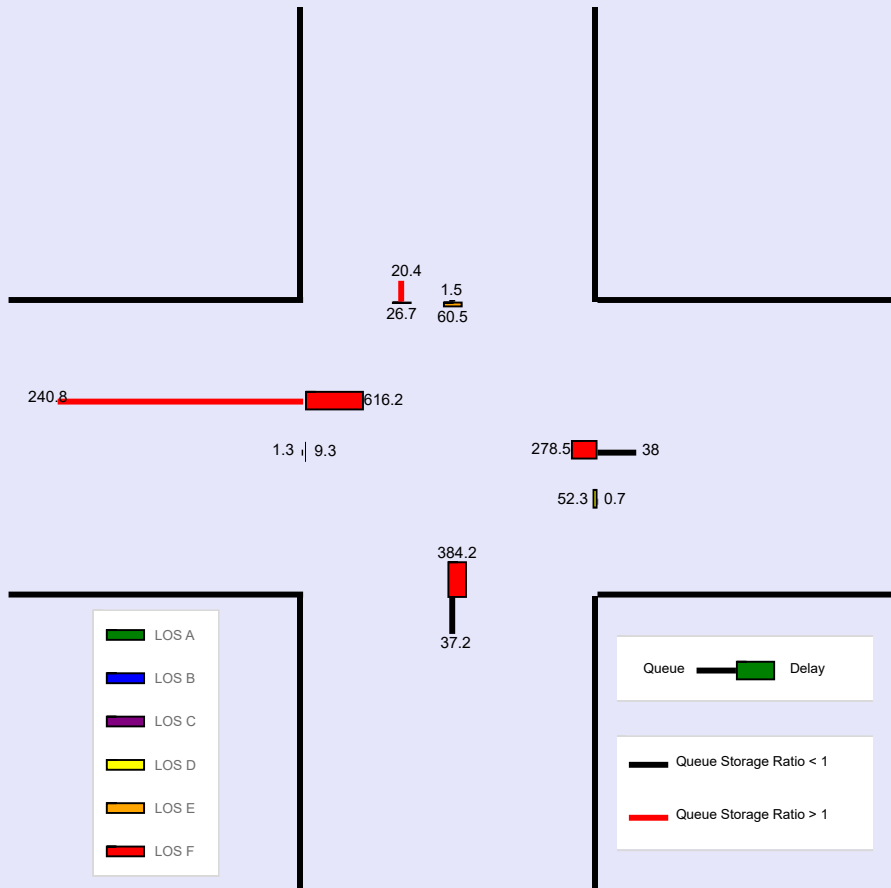 20.4
1.5
26.7
60.5
240.8
616.2
1.3
9.3
278.5
38
52.3
0.7
384.2
37.2
LOS A
LOS B
LOS C
LOS D
LOS E
LOS F
Queue
Delay
Queue Storage Ratio < 1
Queue Storage Ratio > 1